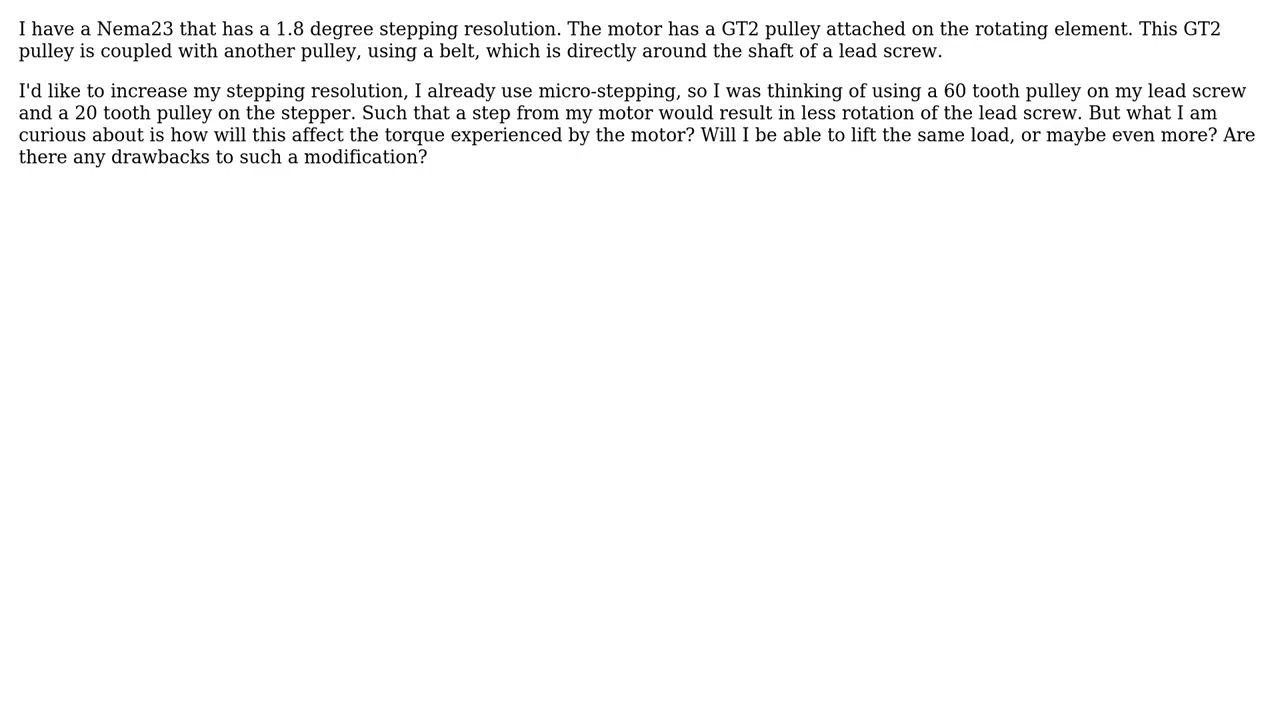 I have a Nema23 that has a 1.8 degree stepping resolution. The motor has a GT2 pulley attached on the rotating element. This GT2
pulley is coupled with another pulley, using a belt, which is directly around the shaft of a lead screw.
I'd like to increase my stepping resolution, I already use micro-stepping, so I was thinking of using a 60 tooth pulley on my lead screw
and a 20 tooth pulley on the stepper. Such that a step from my motor would result in less rotation of the lead screw. But what I am
curious about is how will this affect the torque experienced by the motor? Will I be able to lift the same load, or maybe even more? Are
there any drawbacks to such a modification?